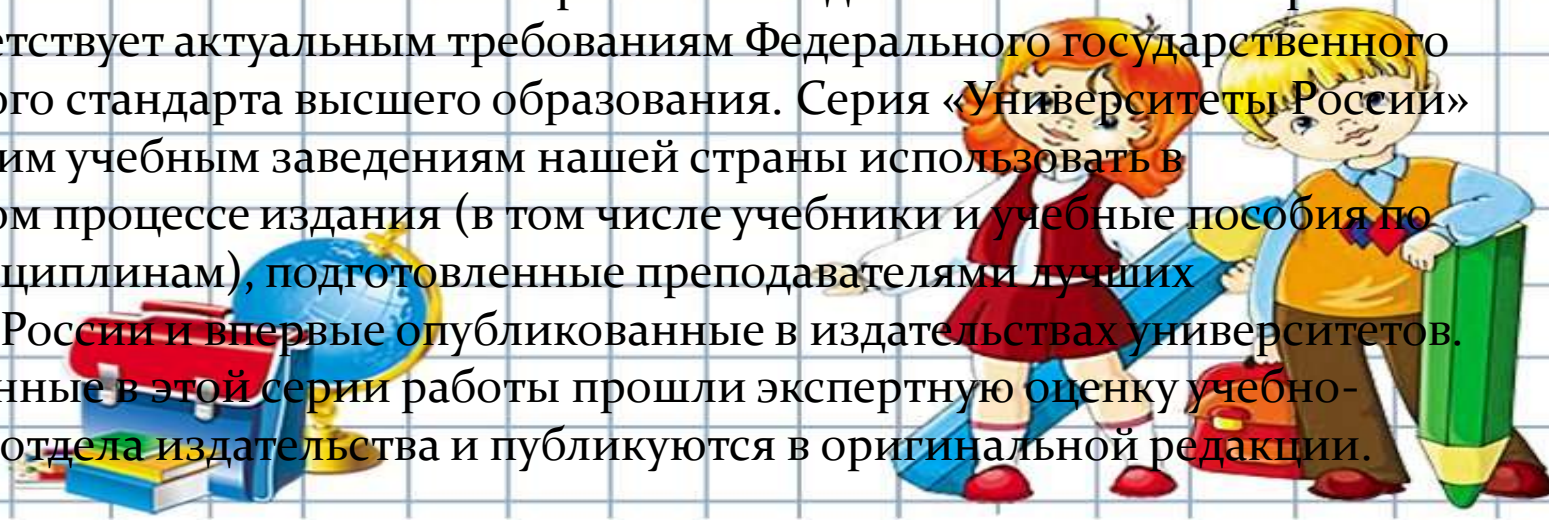 етствует актуальным требованиям Федерального государственного
ого стандарта высшего образования. Серия «Университеты России»
им учебным заведениям нашей страны использовать в
ом процессе издания (в том числе учебники и учебные пособия по
циплинам), подготовленные преподавателями лучших
России и впервые опубликованные в издательствах университетов.
нные в этой серии работы прошли экспертную оценку учебно-
отдела издательства и публикуются в оригинальной редакции.